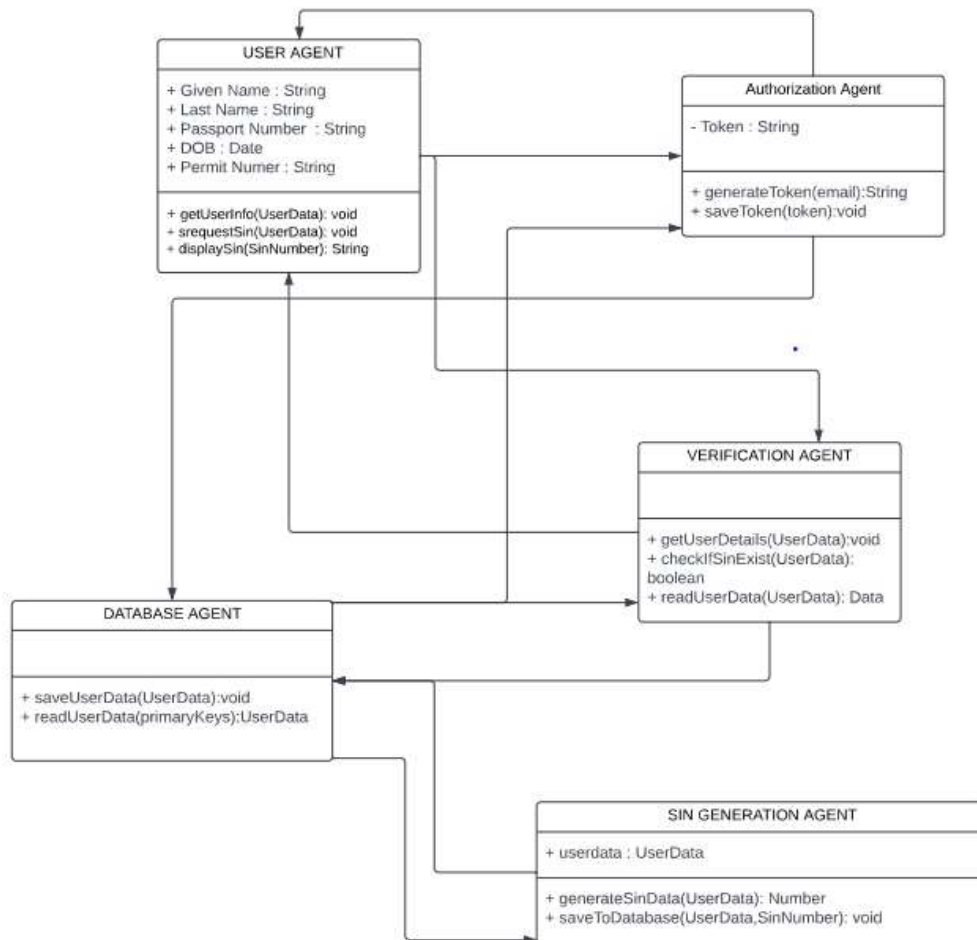 USER AGENT
+ Given Name : String
+ Last Name : String
+ Passport Number : String
+ DOB : Date
+ Permit Numer : String
+ getUserInfo(UserData): void
+ srequestSin(UserData): void
+ displaySin(SinNumber): String
Authorization Agent
- Token : String
+ generateToken(email):String
+ saveToken(token):void
VERIFICATION AGENT
+ getUserDetails(UserData):void
+ checkIfSinExist(UserData):
boolean
+ readUserData(UserData): Data
DATABASE AGENT
+ saveUserData(UserData):void
+ readUserData(primaryKeys):UserData
SIN GENERATION AGENT
+ userdata : UserData
+ generateSinData(UserData): Number
+ saveToDatabase(UserData,SinNumber): void